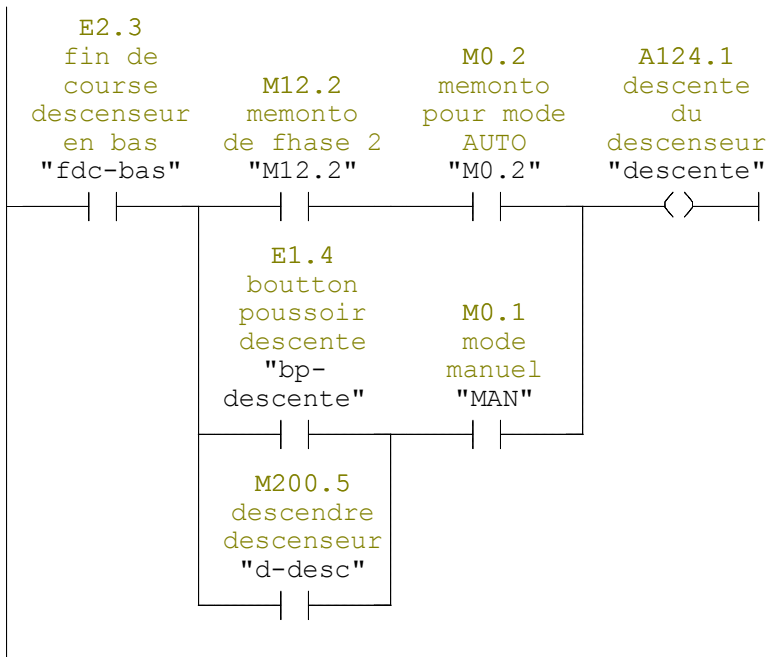 E2.3
fin de
course
descenseur
en bas
"fdc-bas"
M12.2
memonto
de fhase 2
"M12.2"
M0.2
memonto
pour mode
AUTO
"M0.2"
A124.1
descente
du
descenseur
"descente"
E1.4
boutton
poussoir
descente
"bp-
descente"
M0.1
mode
manuel
"MAN"
M200.5
descendre
descenseur
"d-desc"